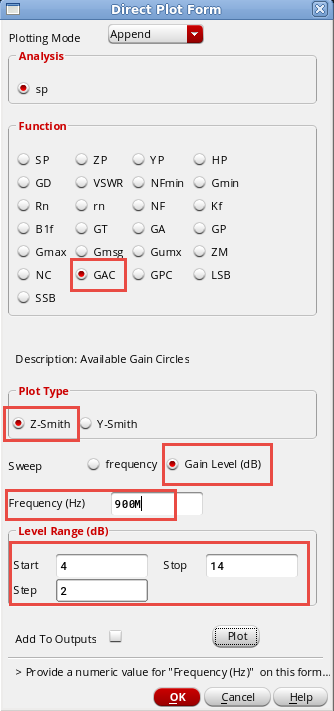 Direct Plot Form
Plotting Mode Append
Analysis
sp
Function
SP ZP YP HP
GD VSWR NFmin Gmin
Rn rn NF Kf
B1f GT GA GP
Gmax Gmsg Gumx ZM
NC GAC GPC LSB
SSB
Description: Available Gain Circles
Plot Type
Z-Smith Y-Smith
Sweep frequency Gain Level (dB)
Frequency (Hz) 900M
Level Range (dB)
Start 4 Stop 14
Step 2
Add To Outputs Plot
> Provide a numeric value for "Frequency (Hz)" on this form...
OK Cancel Help